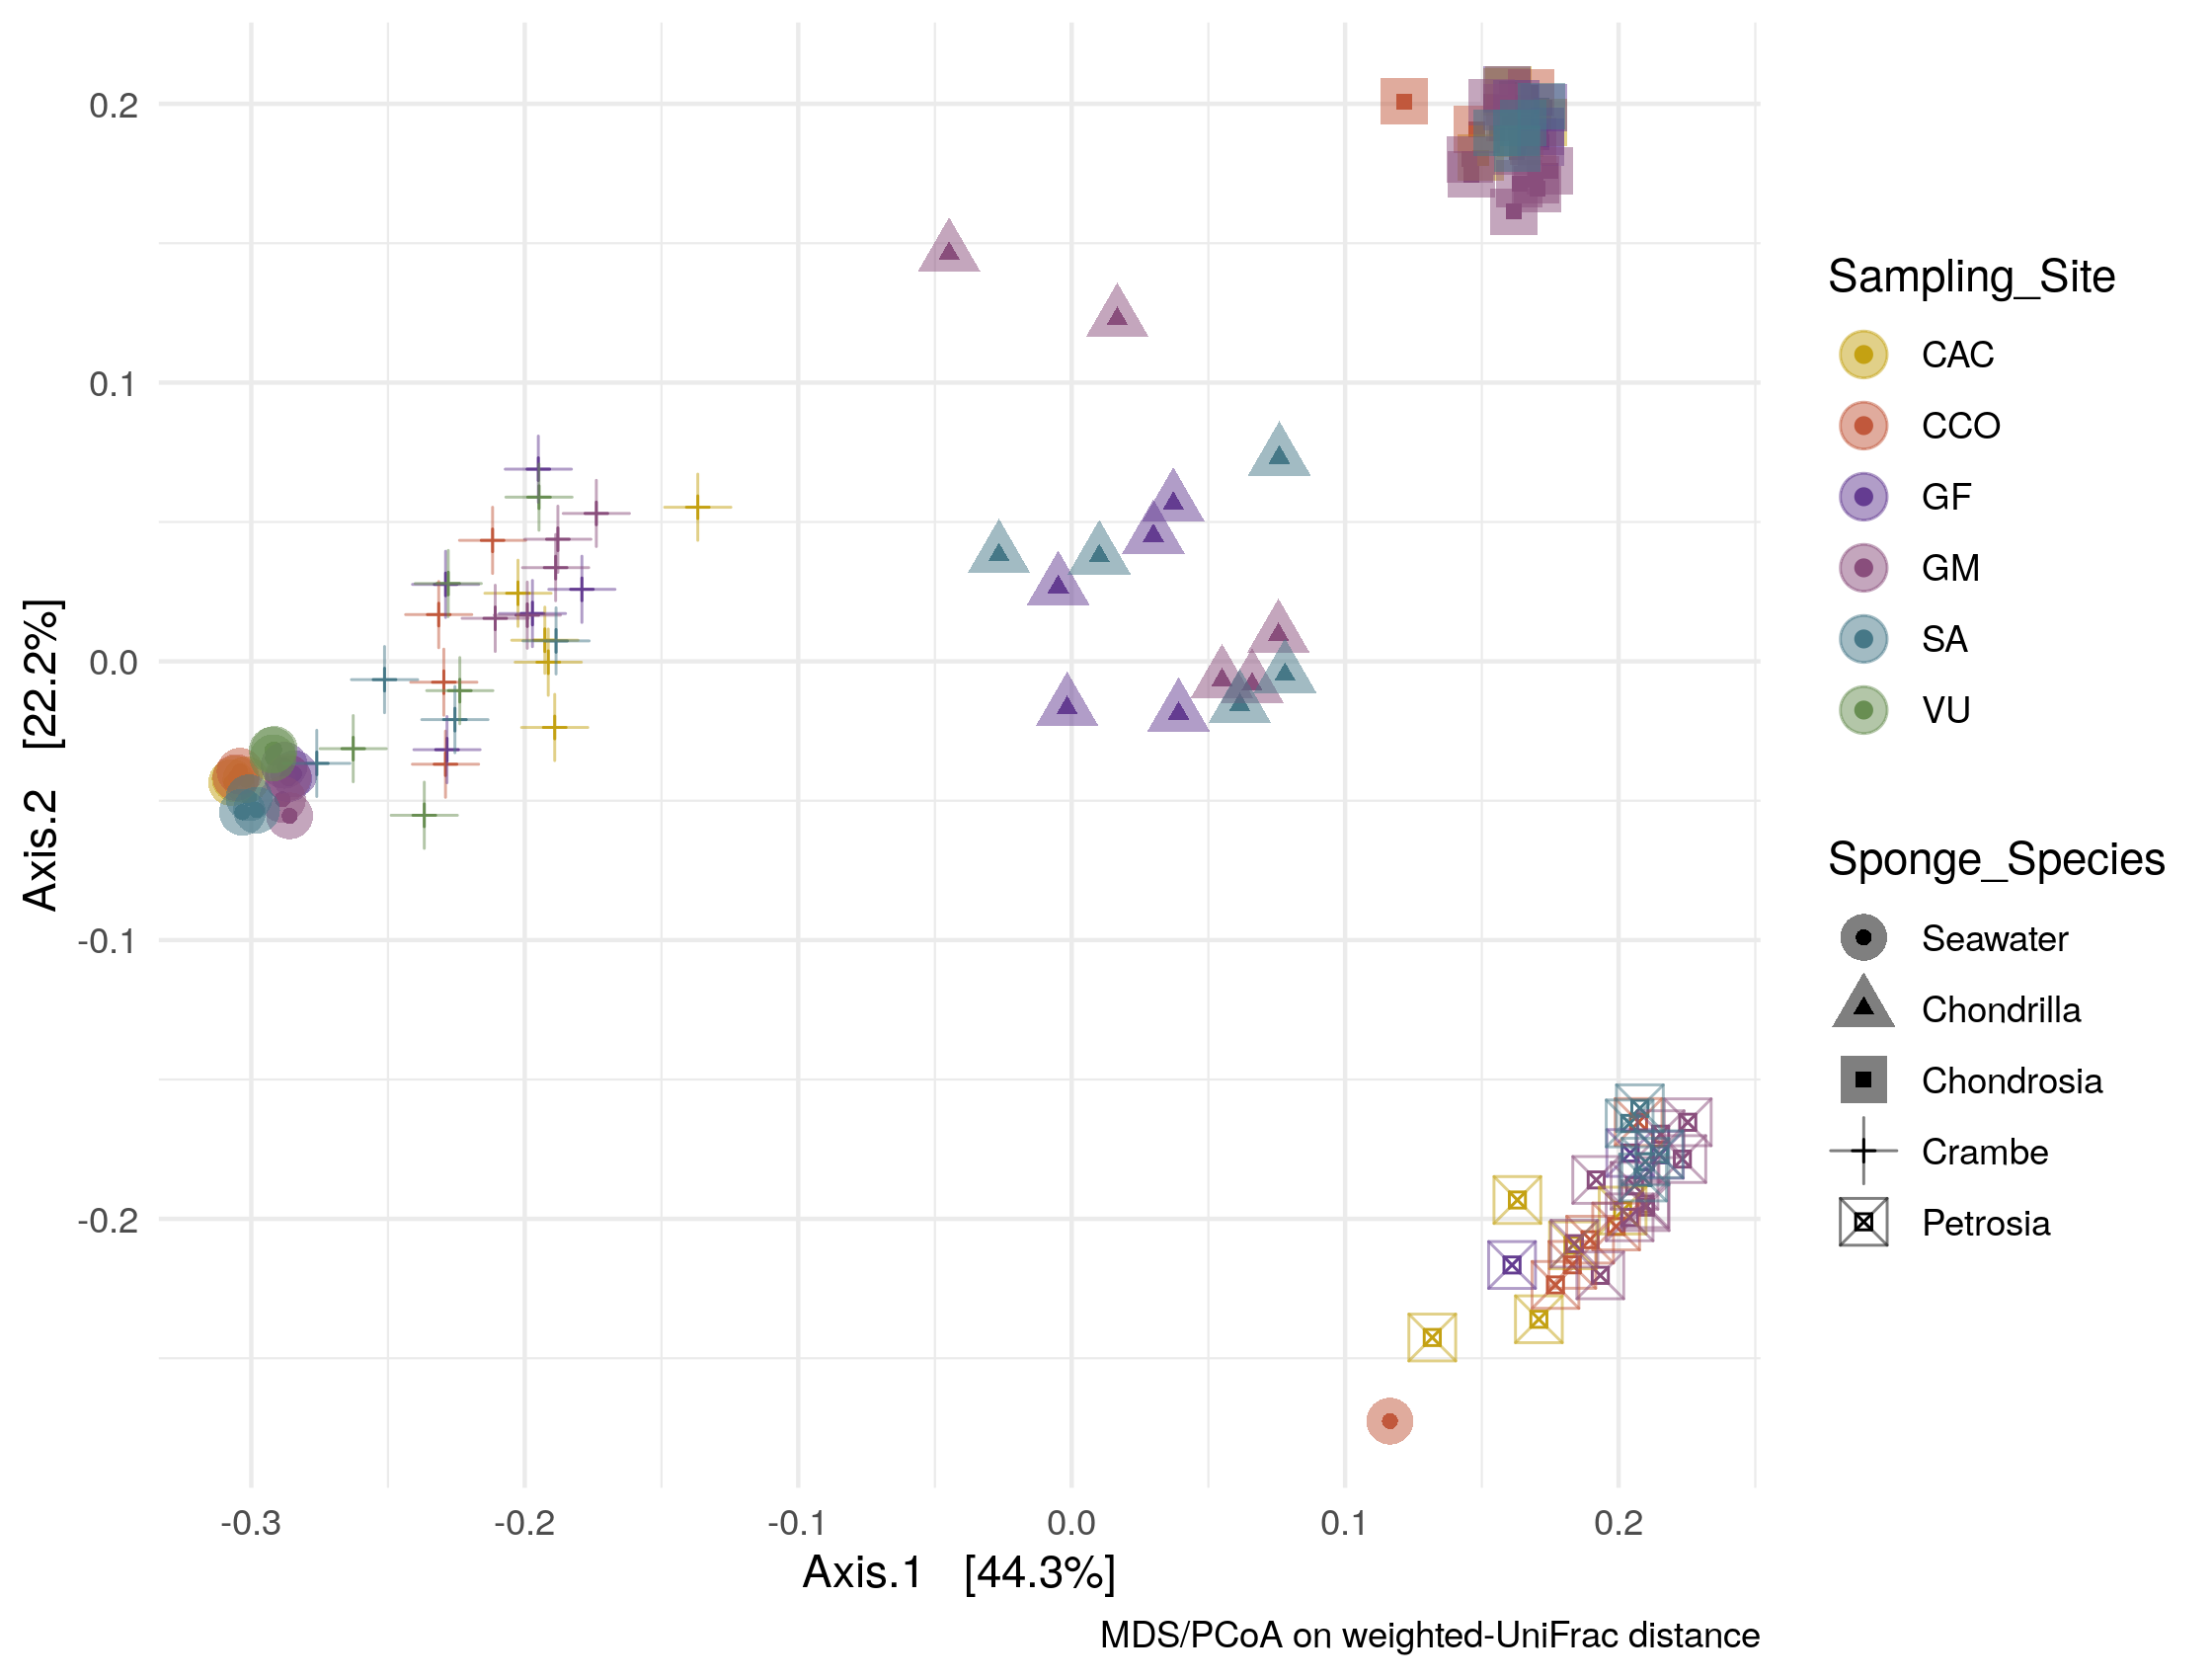 0.2
0.1
0.0
-0.1
-0.2
Axis.2 [22.2%]
-0.3
-0.2
-0.1
0.0
0.1
0.2
Axis.1 [44.3%]
MDS/PCoA on weighted-UniFrac distance
Sampling_Site
CAC
CCO
GF
GM
SA
VU
Sponge_Species
Seawater
Chondrilla
Chondrosia
Crambe
Petrosia